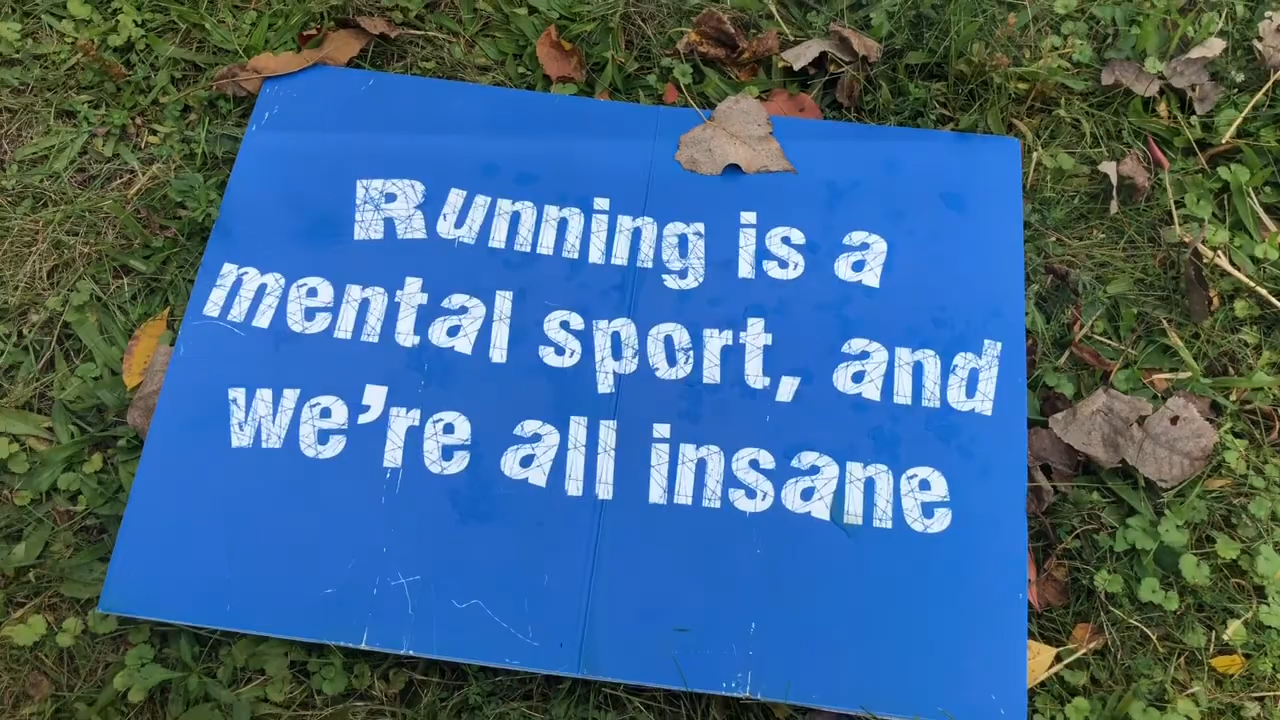 Running is a
mental sport, and
we're all insane